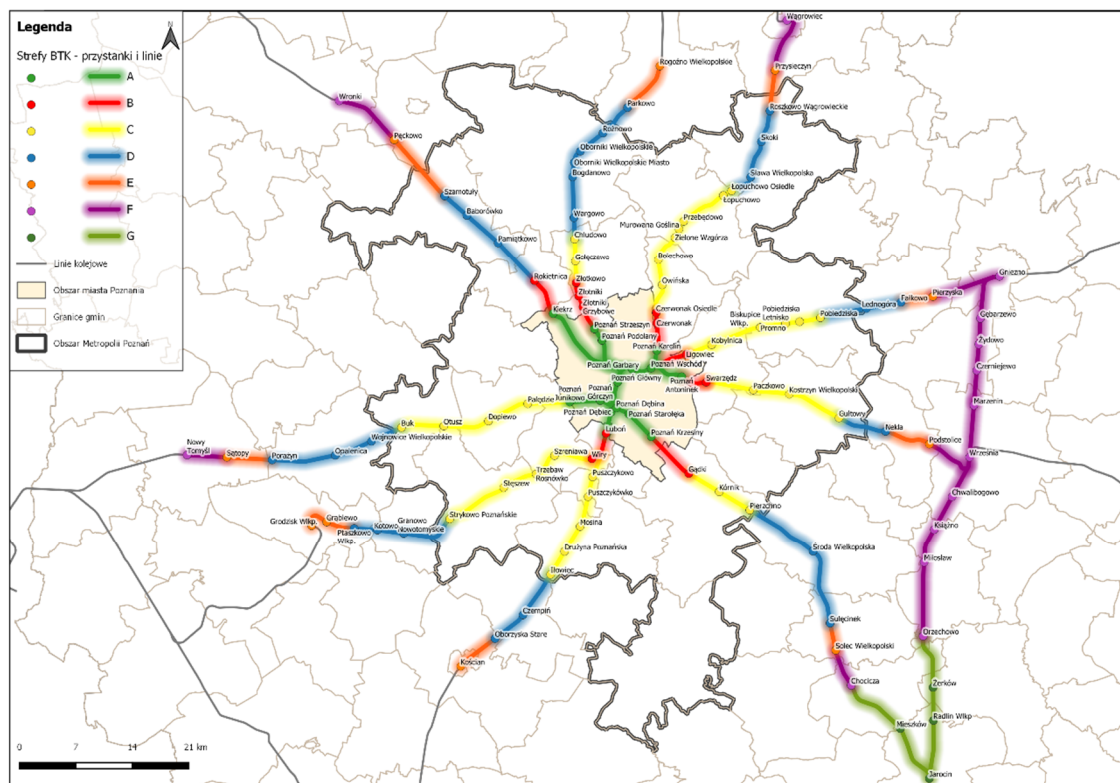 Legenda
Strefy BTK - przystanki i linie
A
B
C
D
E
F
G
Linie kolejowe
Obszar miasta Poznania
Granice gmin
Obszar Metropolii Poznań
N
0 7 14 21 km
Wągrowiec
Przysieczyn
Roszkowo Wągrowieckie
Skoki
Sława Wielkopolska
Łopuchowo Osiedle
Łopuchowo
Przebędowo
Murowana Goślina
Zielone Wzgórza
Bolechowo
Owińska
Czerwonak Osiedle
Czerwonak
Poznań Karolin
Rogoźno Wielkopolskie
Parkowo
Rożnowo
Oborniki Wielkopolskie
Oborniki Wielkopolskie Miasto
Bogdanowo
Wargowo
Chludowo
Golęczewo
Złotkowo
Złotniki
Złotniki
Grzybowe
Poznań Strzeszyn
Poznań Podolany
Wronki
Pęckowo
Szamotuły
Baborówko
Pamiątkowo
Rokietnica
Kiekrz
Poznań Garbary
Poznań Wschód
Poznań Główny
Poznań
Antoninek
Ligowiec
Kobylnica
Biskupice
Wlkp.
Promno
Pobiedziska
Letnisko
Pobiedziska
Lednogóra
Fałkowo
Pierzyska
Gniezno
Gębarzewo
Żydowo
Czerniejewo
Marzenin
Września
Chwalibogowo
Książno
Miłosław
Orzechowo
Żerków
Radlin Wlkp
Jarocin
Mieszków
Chocicza
Solec Wielkopolski
Sulęcinek
Środa Wielkopolska
Pierzchno
Kórnik
Gądki
Poznań Krzesiny
Poznań Starołęka
Poznań Dębina
Poznań
Górczyn
Poznań Dębiec
Poznań
Junikowo
Swarzędz
Paczkowo
Kostrzyn Wielkopolski
Gułtowy
Nekla
Podstolice
Palędzie
Dopiewo
Otusz
Buk
Wojnowice Wielkopolskie
Opalenica
Porażyn
Sątopy
Nowy
Tomyśl
Luboń
Wiry
Szreniawa
Trzebaw
Rosnówko
Stęszew
Strykowo Poznańskie
Granowo
Nowotomyskie
Kotowo
Ptaszkowo
Wlkp.
Grąblewo
Grodzisk Wlkp.
Puszczykowo
Puszczykówko
Mosina
Drużyna Poznańska
Iłowiec
Czempiń
Oborzyska Stare
Kościan